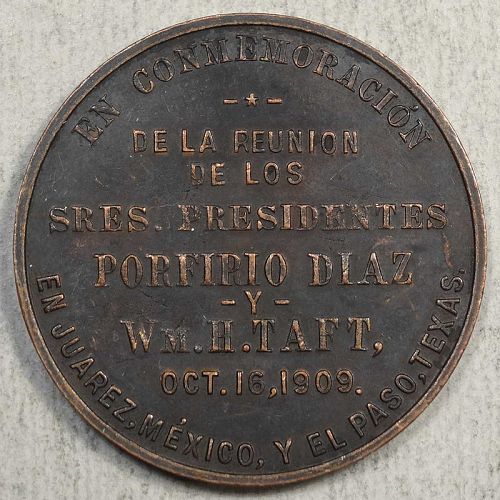 EN CONMEMORACIÓN
DE LA REUNION
DE LOS
SRES. PRESIDENTES
PORFIRIO DIAZ
- Y -
WM. H. TAFT,
OCT. 16, 1909.
EN JUAREZ, MÉXICO, Y EL PASO, TEXAS.